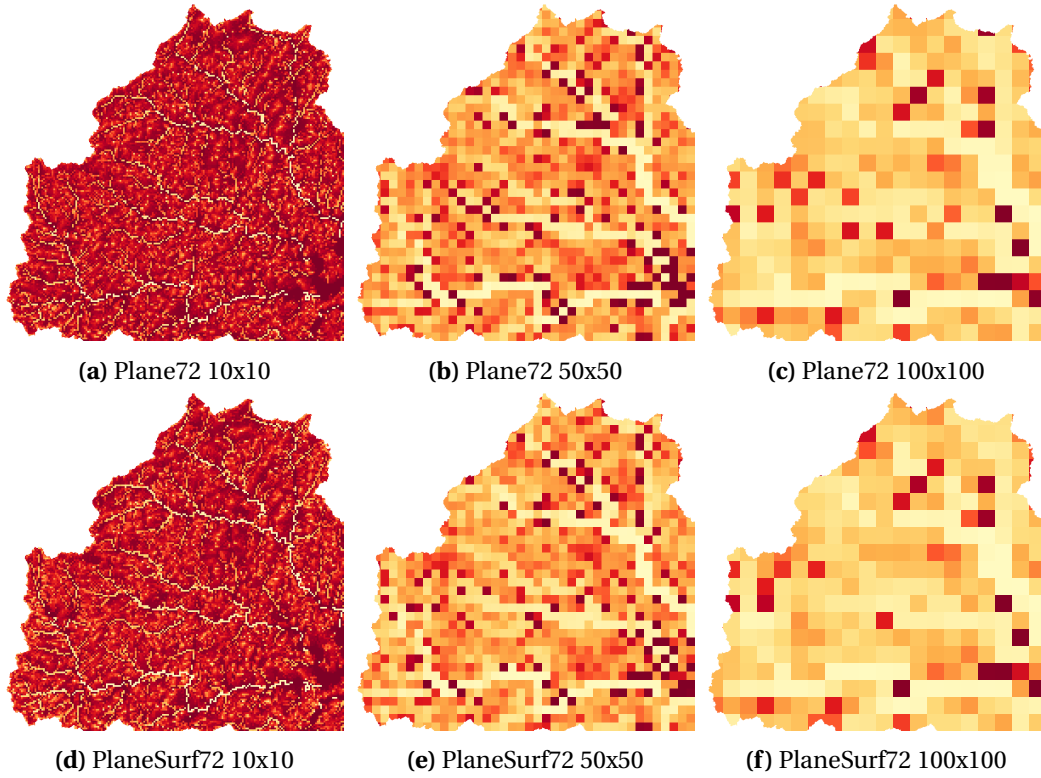 (a) Plane72 10x10
(b) Plane72 50x50
(c) Plane72 100x100
(d) PlaneSurf72 10x10
(e) PlaneSurf72 50x50
(f) PlaneSurf72 100x100